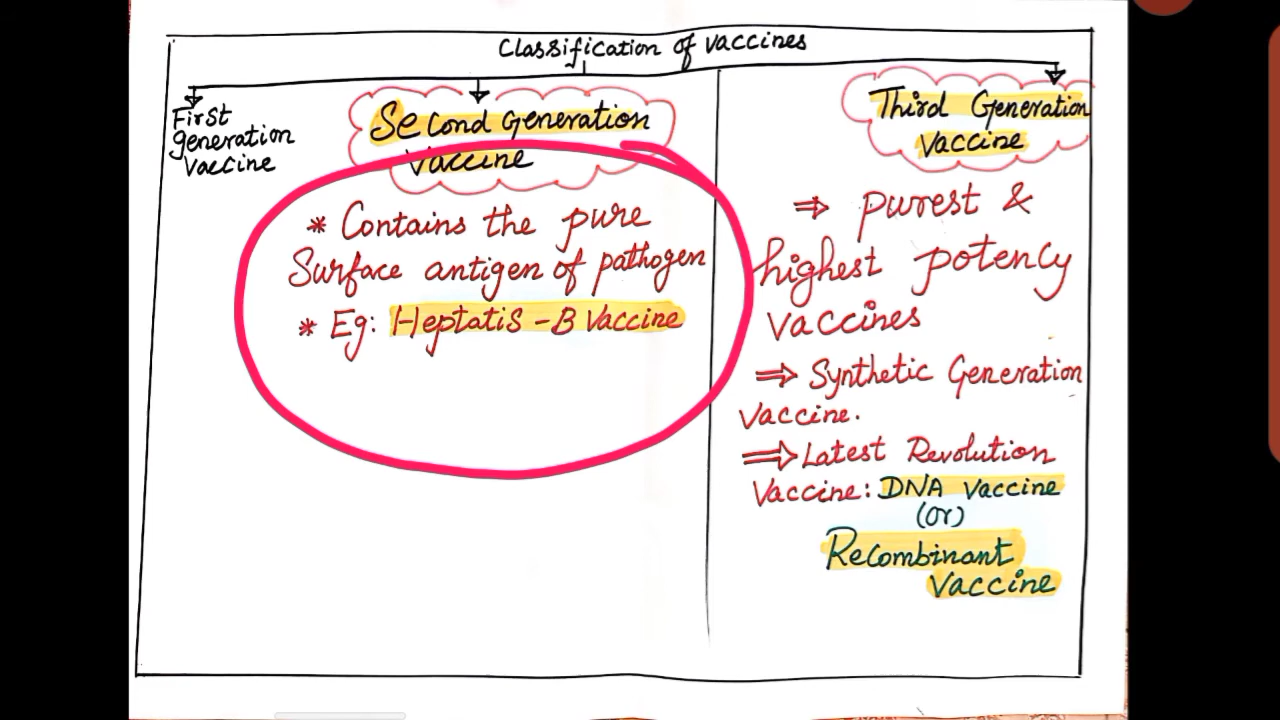 Classification of vaccines
First
generation
vaccine
Second Generation
vaccine
* Contains the pure
Surface antigen of pathogen
* Eg: Heptatis - B Vaccine
Third Generation
vaccine
⇒ purest &
highest potency
vaccines
⇒ Synthetic Generation
vaccine.
⇒ Latest Revolution
Vaccine: DNA vaccine
(or)
Recombinant
vaccine